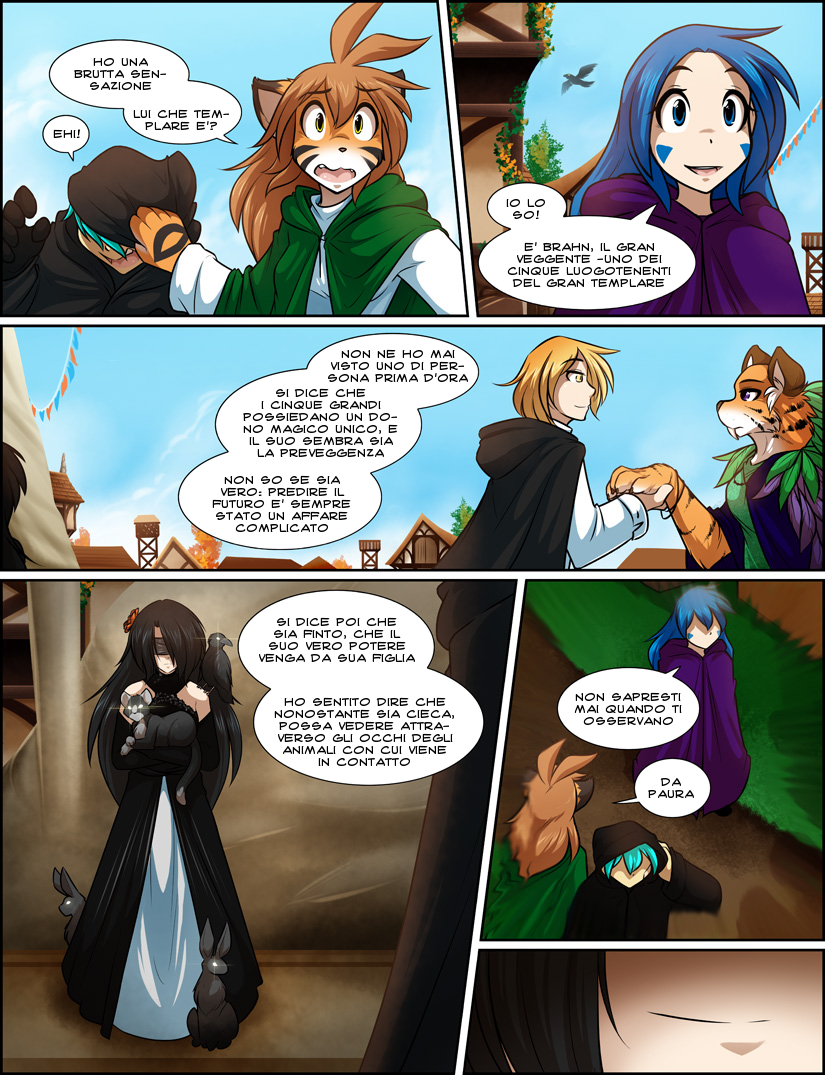 HO UNA
BRUTTA SEN-
SAZIONE
LUI CHE TEM-
PLARE E'?
EHI!
IO LO
SO!
E' BRAHN, IL GRAN
VEGGENTE -UNO DEI
CINQUE LUOGOTENENTI
DEL GRAN TEMPLARE
NON NE HO MAI
VISTO UNO DI PER-
SONA PRIMA D'ORA
SI DICE CHE
I CINQUE GRANDI
POSSIEDANO UN DO-
NO MAGICO UNICO, E
IL SUO SEMBRA SIA
LA PREVEGGENZA
NON SO SE SIA
VERO: PREDIRE IL
FUTURO E' SEMPRE
STATO UN AFFARE
COMPLICATO
SI DICE POI CHE
SIA FINTO, CHE IL
SUO VERO POTERE
VENGA DA SUA FIGLIA
HO SENTITO DIRE CHE
NONOSTANTE SIA CIECA,
POSSA VEDERE ATTRA-
VERSO GLI OCCHI DEGLI
ANIMALI CON CUI VIENE
IN CONTATTO
NON SAPRESTI
MAI QUANDO TI
OSSERVANO
DA
PAURA